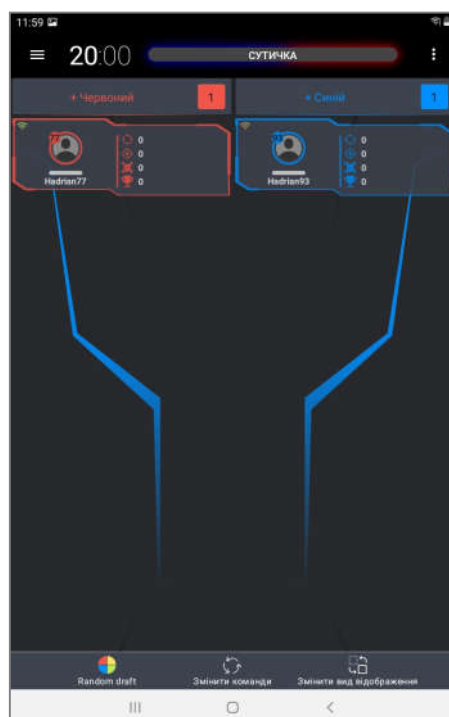 11:59
20:00
СУТИЧКА
+ Червоний 1
+ Синій 1
77
0
0
0
0
Hadrian77
0
0
0
0
Hadrian93
Random draft
Змінити команди
Змінити вид відображення